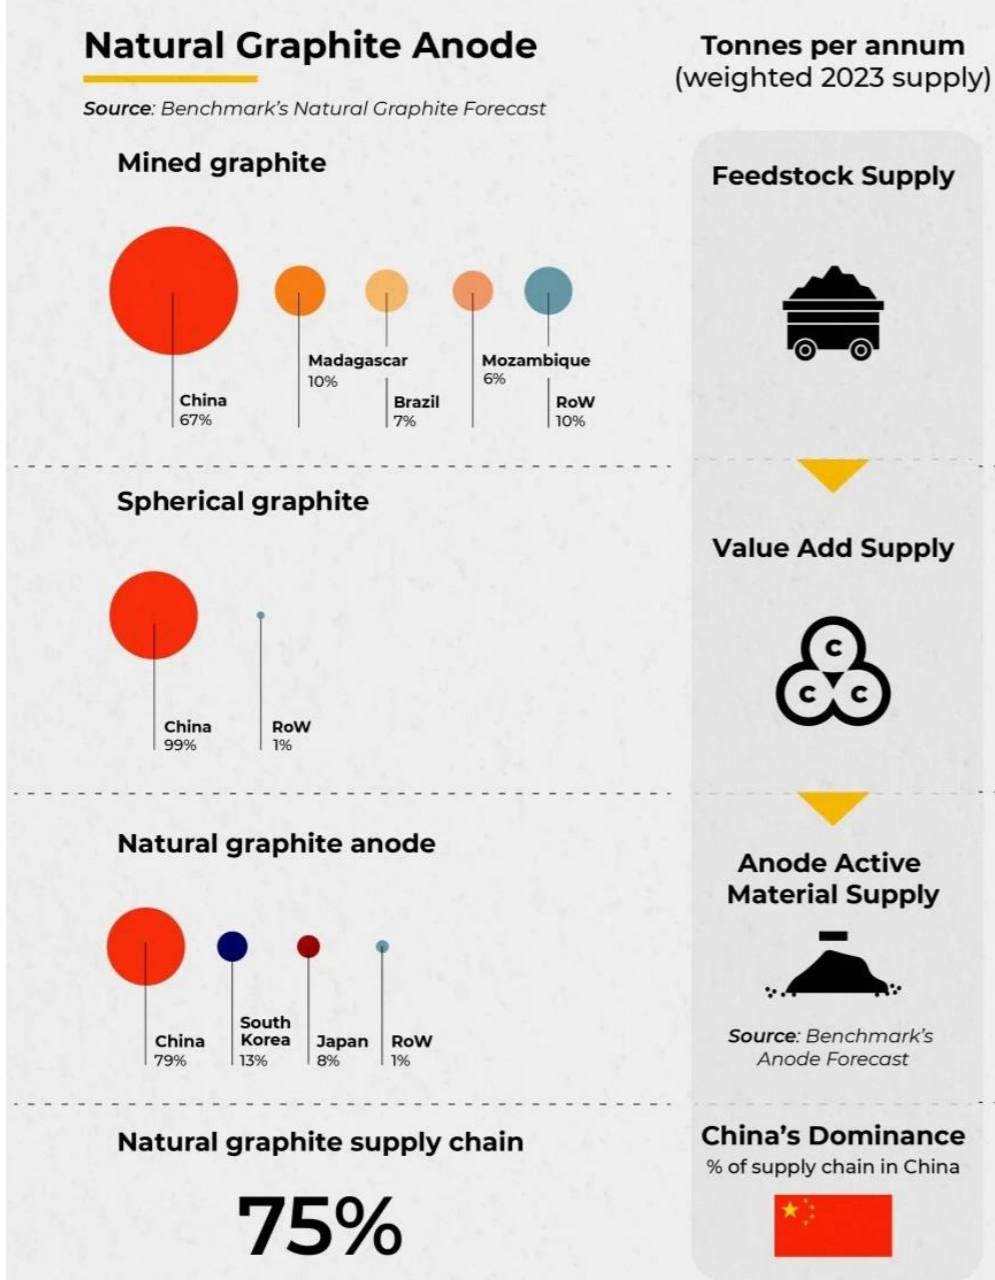 Natural Graphite Anode
Source: Benchmark's Natural Graphite Forecast
Tonnes per annum
(weighted 2023 supply)
Mined graphite
China
67%
Madagascar
10%
Brazil
7%
Mozambique
6%
RoW
10%
Feedstock Supply
Spherical graphite
China
99%
RoW
1%
Value Add Supply
C
C
C
Natural graphite anode
China
79%
South
Korea
13%
Japan
8%
RoW
1%
Anode Active
Material Supply
Source: Benchmark's
Anode Forecast
Natural graphite supply chain
75%
China’s Dominance
% of supply chain in China